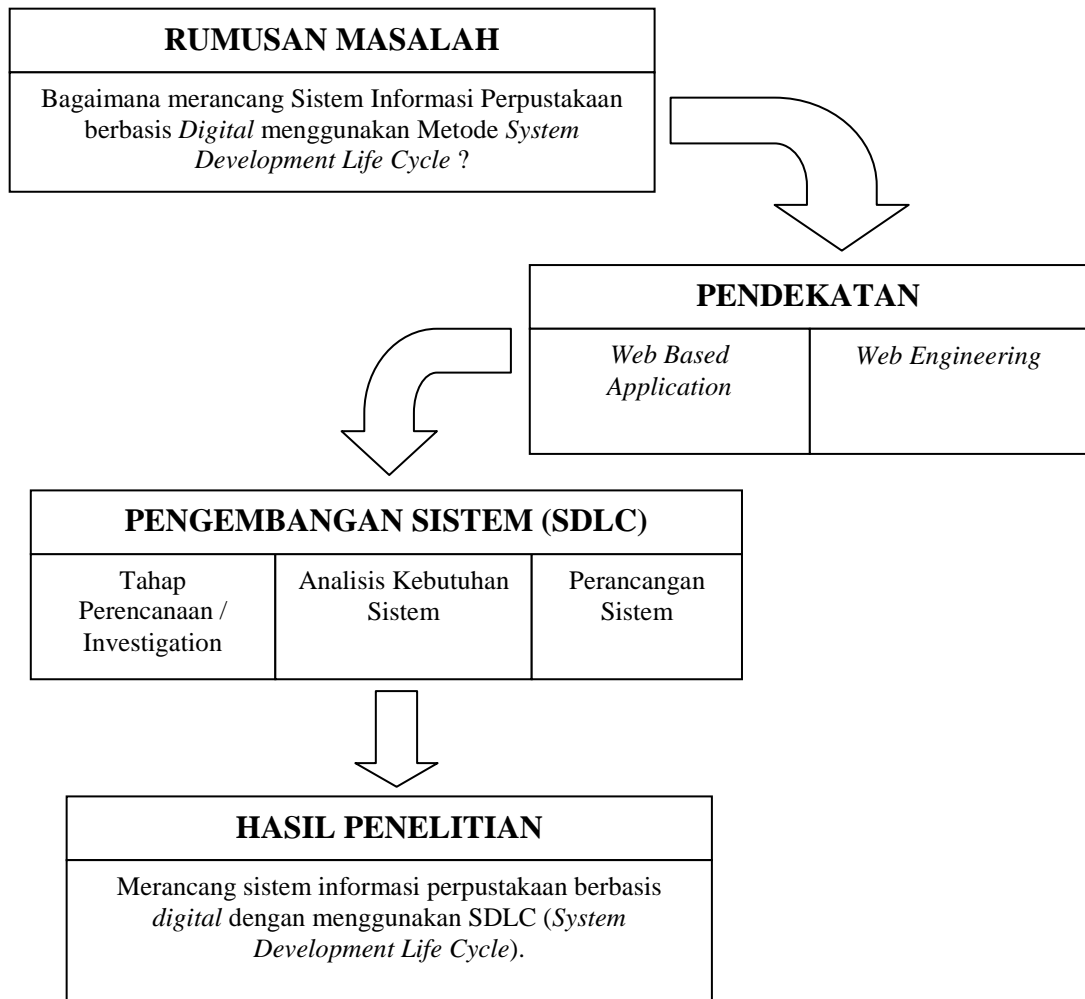 RUMUSAN MASALAH
Bagaimana merancang Sistem Informasi Perpustakaan
berbasis Digital menggunakan Metode System
Development Life Cycle ?
PENDEKATAN
Web Based
Application
Web Engineering
PENGEMBANGAN SISTEM (SDLC)
Tahap
Perencanaan /
Investigation
Analisis Kebutuhan
Sistem
Perancangan
Sistem
HASIL PENELITIAN
Merancang sistem informasi perpustakaan berbasis
digital dengan menggunakan SDLC (System
Development Life Cycle).